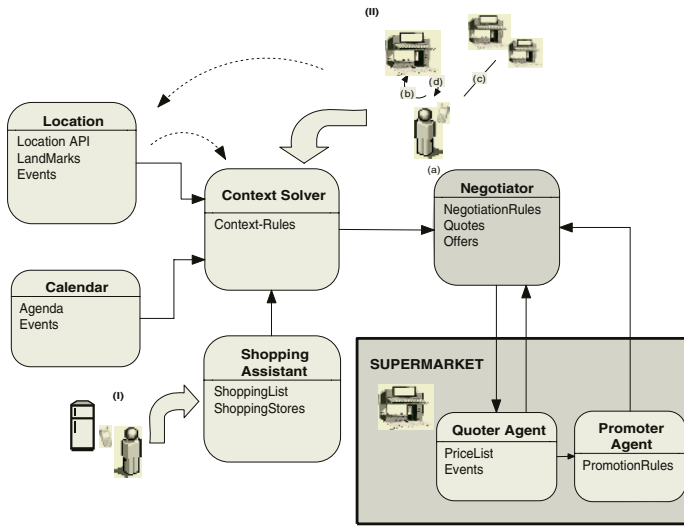 (II)
(b)
(d)
(c)
(a)
Location
Location API
LandMarks
Events
Context Solver
Context-Rules
Negotiator
NegotiationRules
Quotes
Offers
Calendar
Agenda
Events
Shopping
Assistant
ShoppingList
ShoppingStores
(I)
SUPERMARKET
Quoter Agent
PriceList
Events
Promoter
Agent
PromotionRules